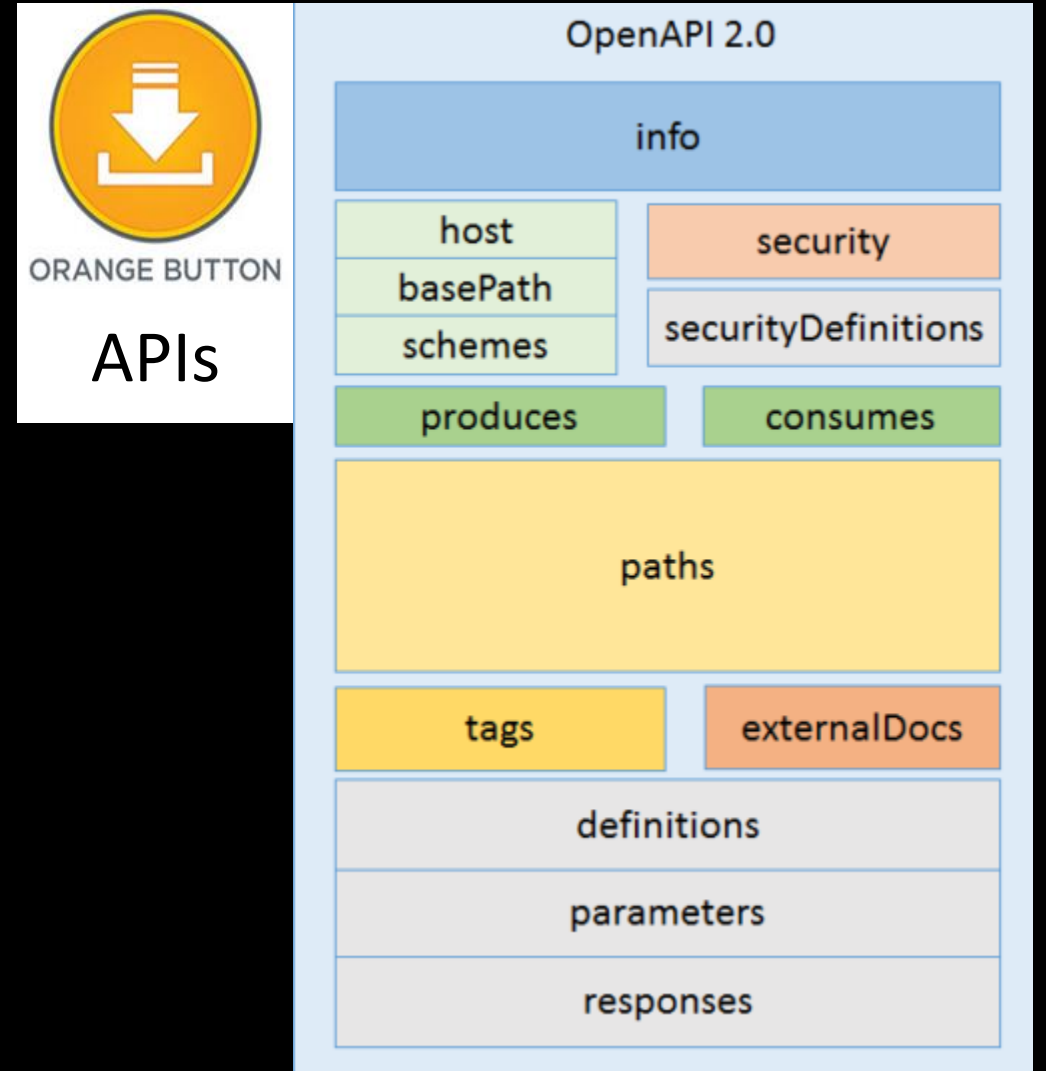 ORANGE BUTTON
APIs
OpenAPI 2.0
info
host
basePath
schemes
security
securityDefinitions
produces
consumes
paths
tags
externalDocs
definitions
parameters
responses